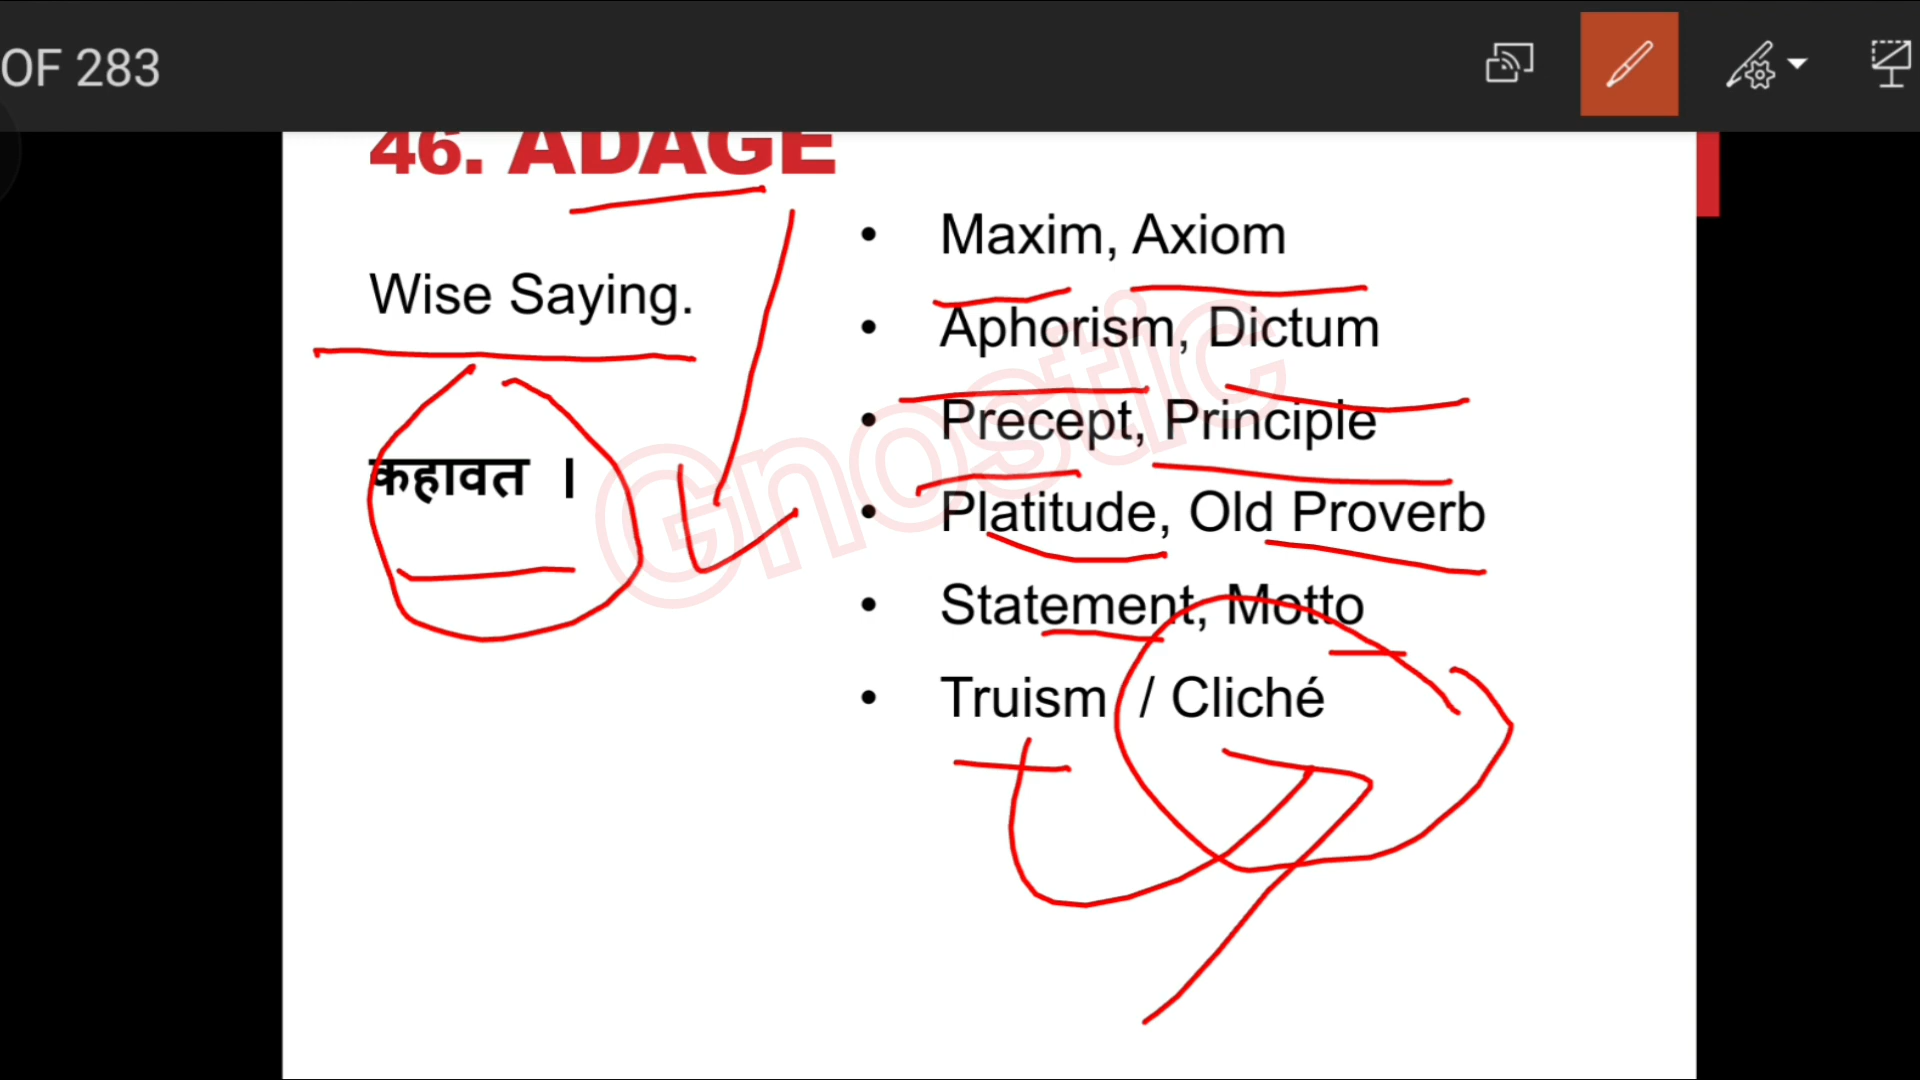 OF 283
46. ADAGE
Wise Saying.
कहावत ।
• Maxim, Axiom
• Aphorism, Dictum
• Precept, Principle
• Platitude, Old Proverb
• Statement, Motto
• Truism / Cliché
Gnostic